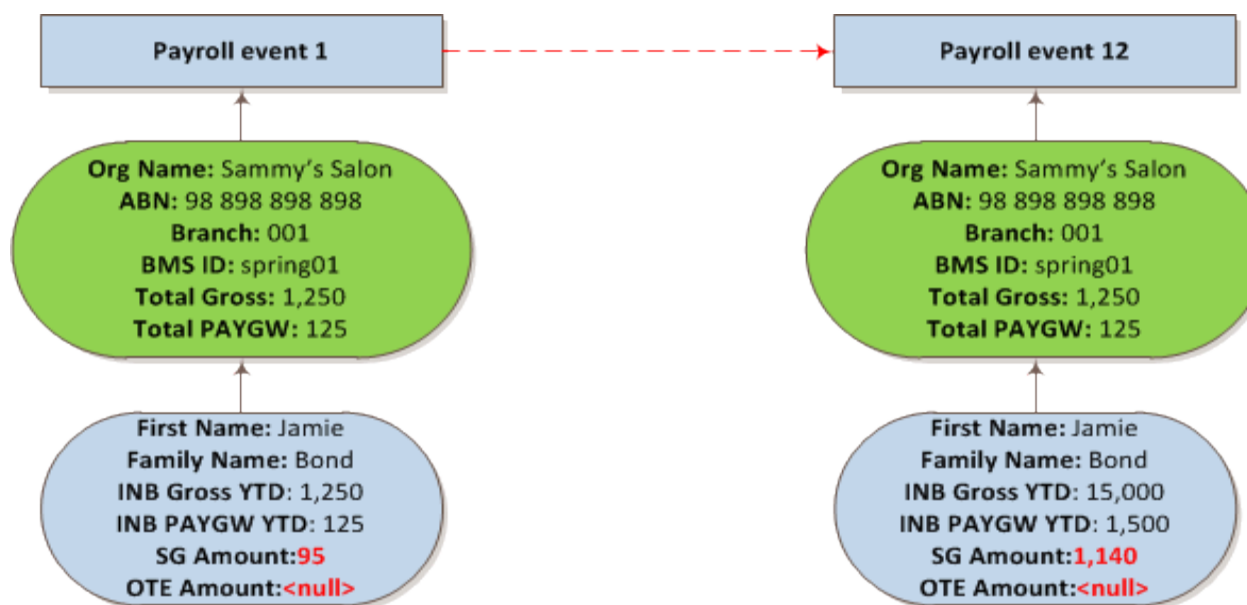 Payroll event 1
Payroll event 12
Org Name: Sammy's Salon
ABN: 98 898 898 898
Branch: 001
BMS ID: spring01
Total Gross: 1,250
Total PAYGW: 125
Org Name: Sammy's Salon
ABN: 98 898 898 898
Branch: 001
BMS ID: spring01
Total Gross: 1,250
Total PAYGW: 125
First Name: Jamie
Family Name: Bond
INB Gross YTD: 1,250
INB PAYGW YTD: 125
SG Amount:95
OTE Amount:<null>
First Name: Jamie
Family Name: Bond
INB Gross YTD: 15,000
INB PAYGW YTD: 1,500
SG Amount:1,140
OTE Amount:<null>